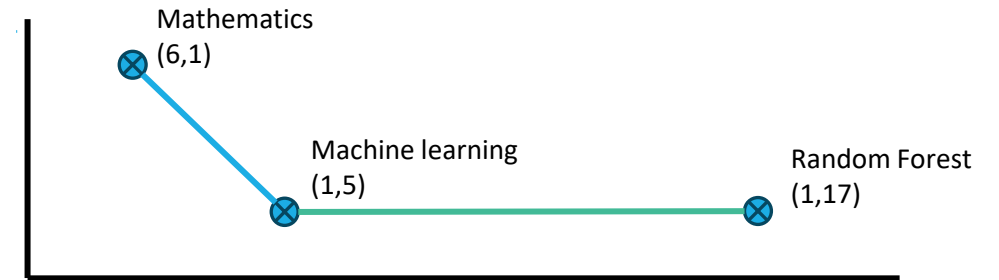 Mathematics
(6,1)
Machine learning
(1,5)
Random Forest
(1,17)